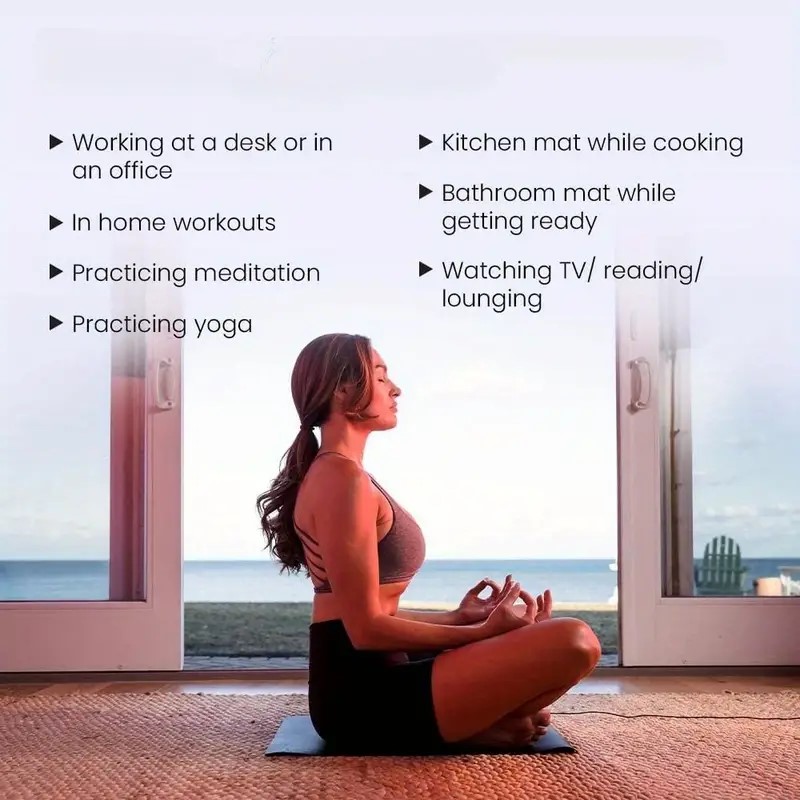 ▶ Working at a desk or in
an office
▶ In home workouts
▶ Practicing meditation
▶ Practicing yoga
▶ Kitchen mat while cooking
▶ Bathroom mat while
getting ready
▶ Watching TV/ reading/
lounging